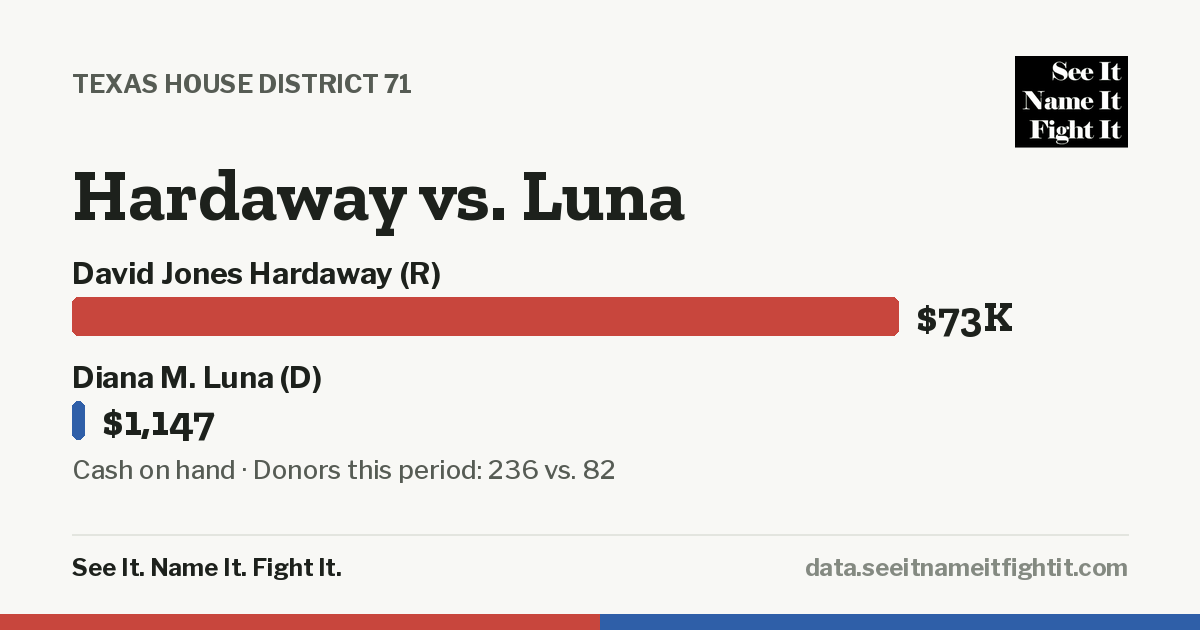 TEXAS HOUSE DISTRICT 71
See It
Name It
Fight It
Hardaway vs. Luna
David Jones Hardaway (R)
$73K
Diana M. Luna (D)
$1,147
Cash on hand · Donors this period: 236 vs. 82
See It. Name It. Fight It.
data.seeitnameitfightit.com